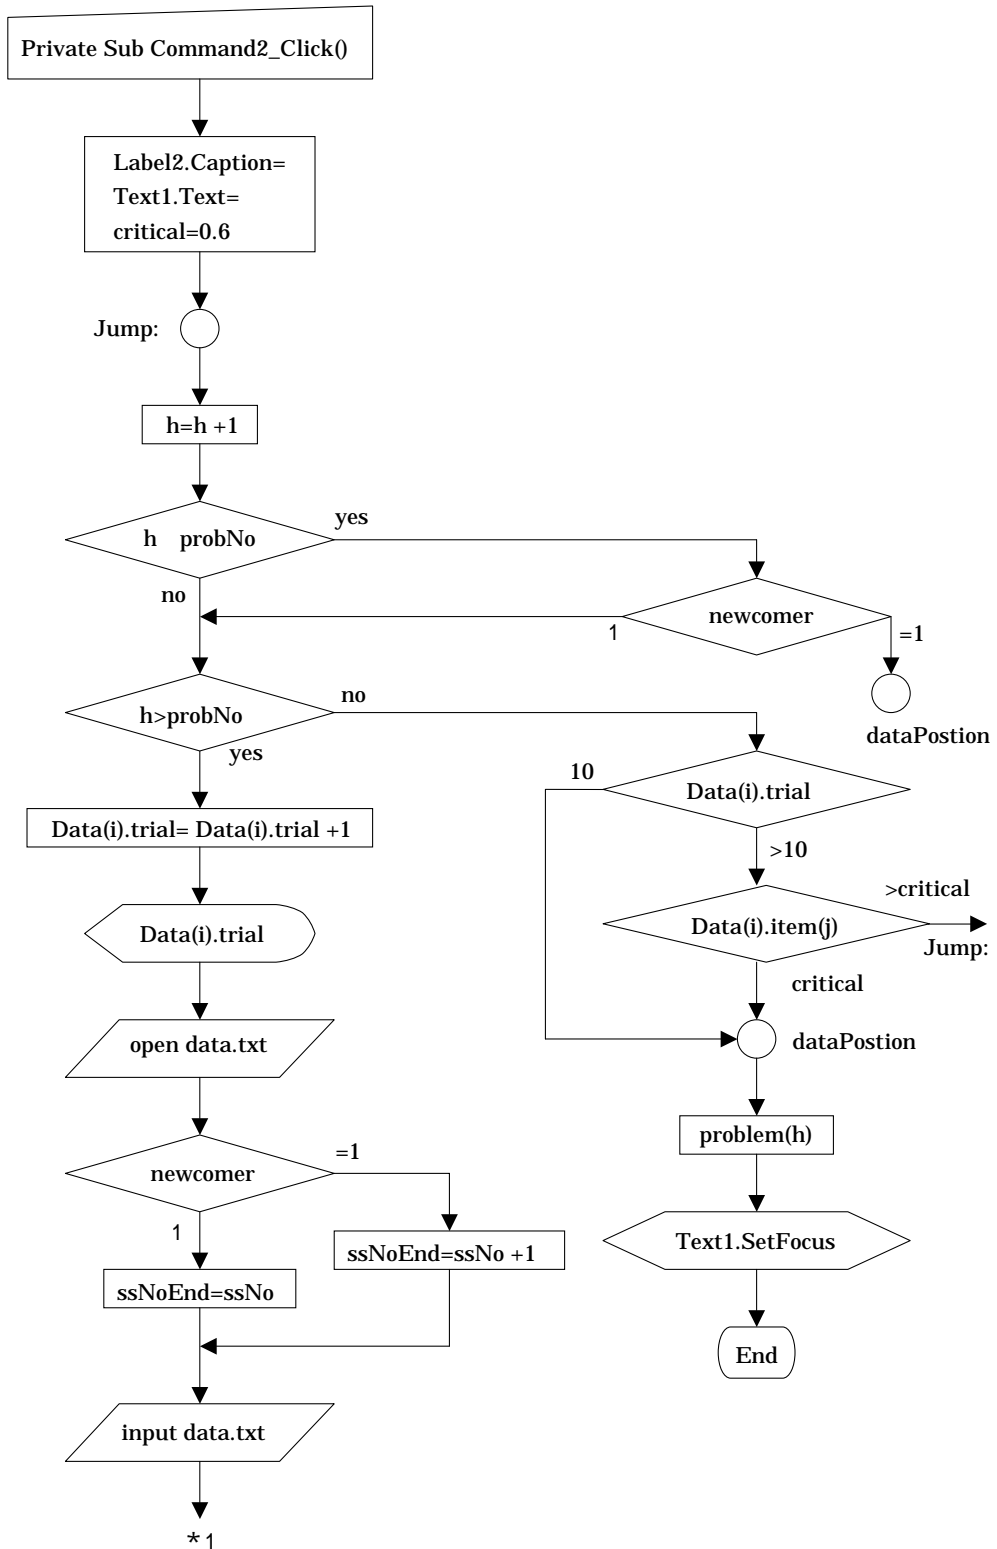 Private Sub Command2_Click()
Label2.Caption=
Text1.Text=
critical=0.6
Jump:
h=h +1
h probNo
yes
no
newcomer
1
=1
dataPostion
h>probNo
no
yes
Data(i).trial
10
>10
Data(i).trial= Data(i).trial +1
Data(i).item(j)
>critical
Jump:
critical
Data(i).trial
dataPostion
open data.txt
problem(h)
newcomer
=1
1
ssNoEnd=ssNo +1
ssNoEnd=ssNo
Text1.SetFocus
End
input data.txt
*1